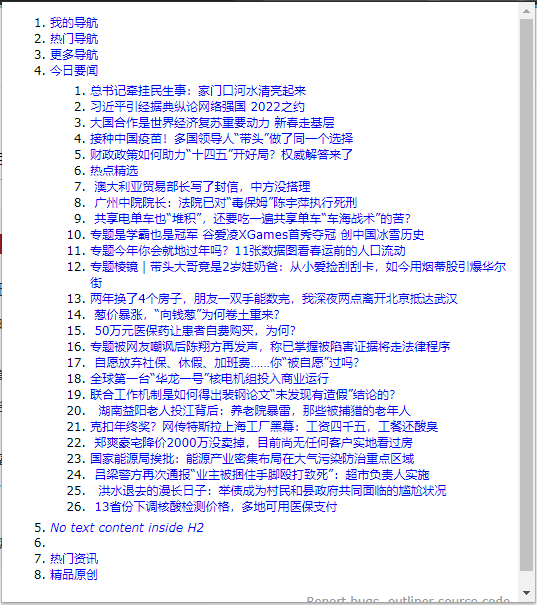 1. 我的导航
2. 热门导航
3. 更多导航
4. 今日要闻
1. 总书记牵挂民生事：家门口河水清亮起来
2. 习近平引经据典纵论网络强国 2022之约
3. 大国合作是世界经济复苏重要动力 新春走基层
4. 接种中国疫苗！多国领导人“带头”做了同一个选择
5. 财政政策如何助力“十四五”开好局？权威解答来了
6. 热点精选
7. 澳大利亚贸易部长写了封信，中方没搭理
8. 广州中院院长：法院已对“毒保姆”陈宇萍执行死刑
9. 共享电单车也“堆积”，还要吃一遍共享单车“车海战术”的苦？
10. 专题是学霸也是冠军 谷爱凌XGames首秀夺冠 创中国冰雪历史
11. 专题今年你会就地过年吗？11张数据图看春运前的人口流动
12. 专题棱镜 | 带头大哥竟是2岁娃奶爸：从小爱捡刮刮卡，如今用烟蒂股引爆华尔
街
13. 两年换了4个房子，朋友一双手能数完，我深夜两点离开北京抵达武汉
14. 葱价暴涨，“向钱葱”为何卷土重来？
15. 50万元医保药让患者自费购买，为何？
16. 专题被网友嘲讽后陈翔方再发声，称已掌握被陷害证据将走法律程序
17. 自愿放弃社保、休假、加班费……你“被自愿”过吗？
18. 全球第一台“华龙一号”核电机组投入商业运行
19. 联合工作机制是如何得出裴钢论文“未发现有造假”结论的？
20. 湖南益阳老人投江背后：养老院暴雷，那些被捕猎的老年人
21. 克扣年终奖？网传特斯拉上海工厂黑幕：工资四千五，工餐还酸臭
22. 郑爽豪宅降价2000万没卖掉，目前尚无任何客户实地看过房
23. 国家能源局挨批：能源产业密集布局在大气污染防治重点区域
24. 吕梁警方再次通报“业主被捆住手脚殴打致死”：超市负责人实施
25. 洪水退去的漫长日子：举债成为村民和县政府共同面临的尴尬状况
26. 13省份下调核酸检测价格，多地可用医保支付
5. No text content inside H2
6.
7. 热门资讯
8. 精品原创
Report bugs, outliner source code